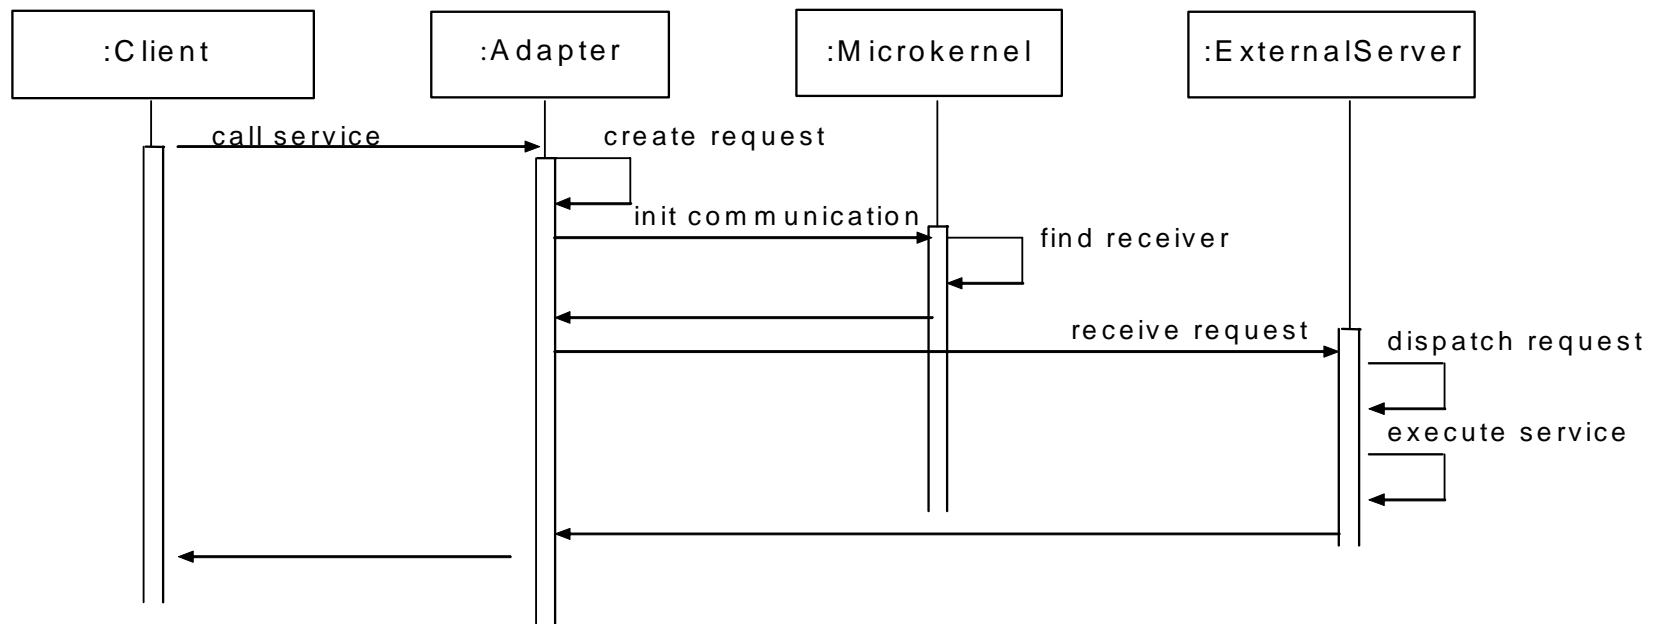 :Client
:Adapter
:Microkernel
:ExternalServer
call service
create request
init communication
find receiver
receive request
dispatch request
execute service